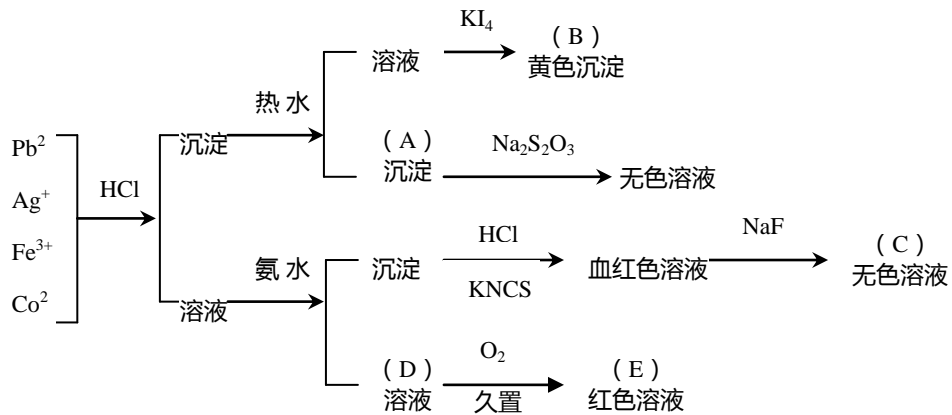 KI₄
(B)
溶液
黄色沉淀
热 水
(A)
Pb²
沉淀
沉淀
Na₂S₂O₃
无色溶液
Ag⁺
HCl
HCl
NaF
Fe³⁺
氨 水
沉淀
血红色溶液
(C)
无色溶液
KNCS
Co²
溶液
O₂
(D)
溶液
久置
(E)
红色溶液